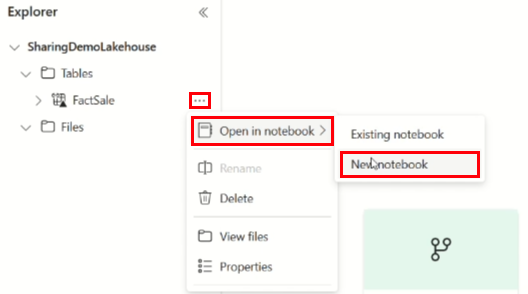 Explorer
SharingDemoLakehouse
Tables
FactSale
...
Open in notebook
Existing notebook
New notebook
Rename
Delete
View files
Properties
Files